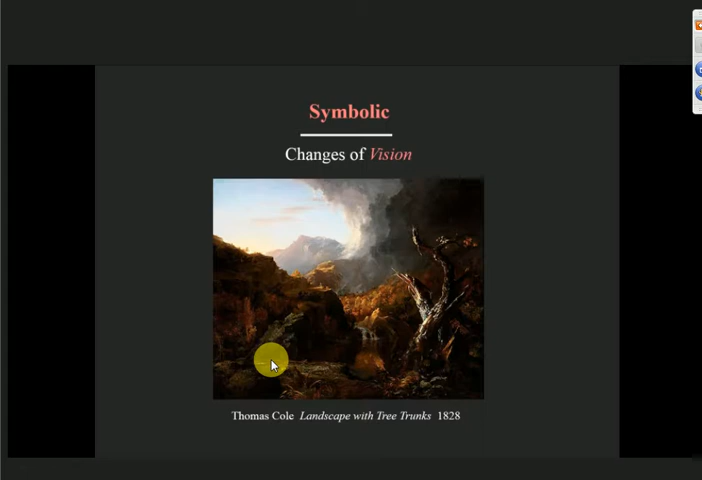 Symbolic
Changes of Vision
Thomas Cole Landscape with Tree Trunks 1828